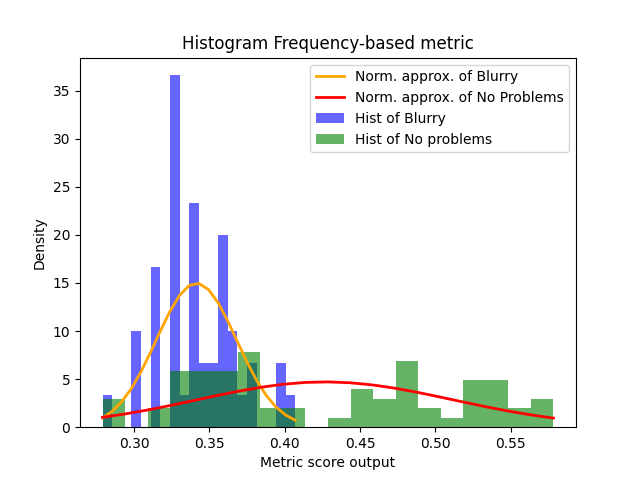 Histogram Frequency-based metric
Norm. approx. of Blurry
Norm. approx. of No Problems
Hist of Blurry
Hist of No problems
Density
35
30
25
20
15
10
5
0
0.30 0.35 0.40 0.45 0.50 0.55
Metric score output